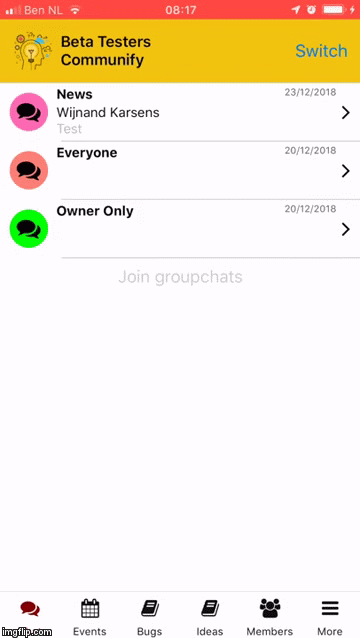 Ben NL 08:17
Beta Testers
Communify
Switch
News 23/12/2018
Wijnand Karsens
Test
Everyone 20/12/2018
Owner Only 20/12/2018
Join groupchats
Events Bugs Ideas Members More
imgflip.com